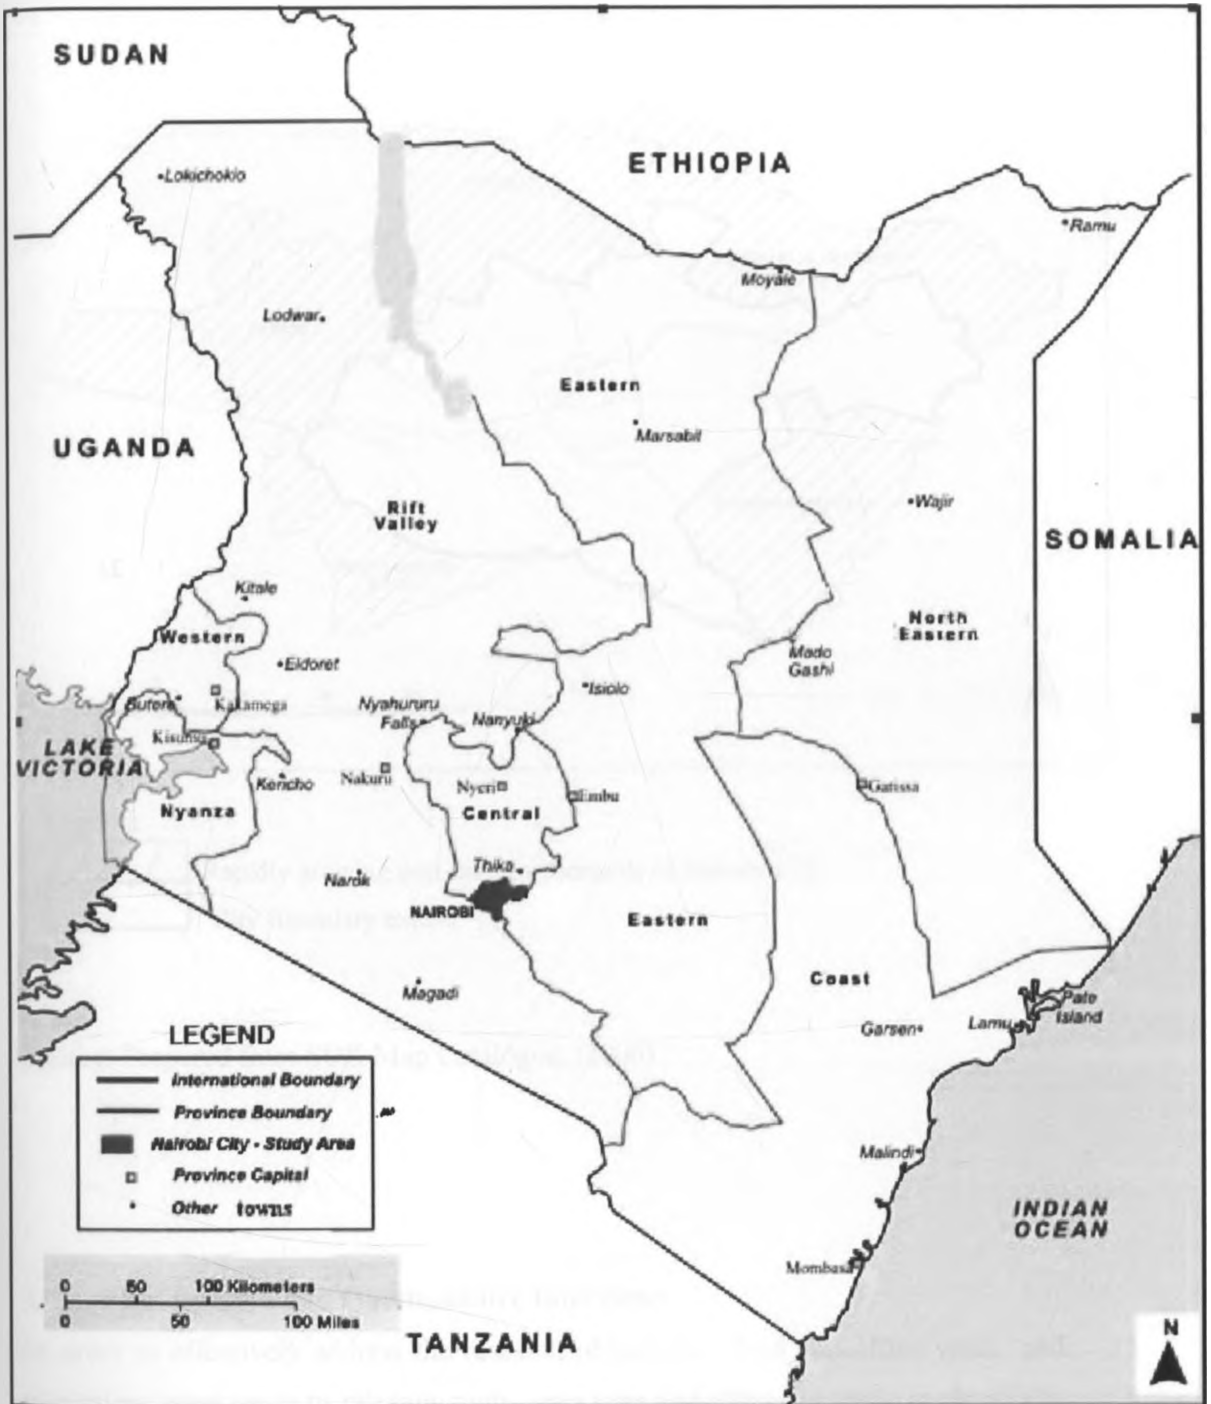 SUDAN
ETHIOPIA
Lokichokio
Ramu
Moyale
Lodwar
Eastern
Marsabit
UGANDA
Rift
Valley
Wajir
SOMALIA
Kitale
Western
North
Eastern
Mado
Gashi
Eldoret
Isiolo
Butere
Kakamega
Nyahururu
Falls
Nanyuki
Kisumu
LAKE
VICTORIA
Kericho
Nakuru
Nyeri
Embu
Garissa
Nyanza
Central
Thika
Narok
NAIROBI
Eastern
Coast
Magadi
Pate
Island
Garsen
Lamu
LEGEND
International Boundary
Province Boundary
Nairobi City - Study Area
Province Capital
Other towns
Malindi
INDIAN
OCEAN
Mombasa
0 50 100 Kilometers
0 50 100 Miles
TANZANIA
N